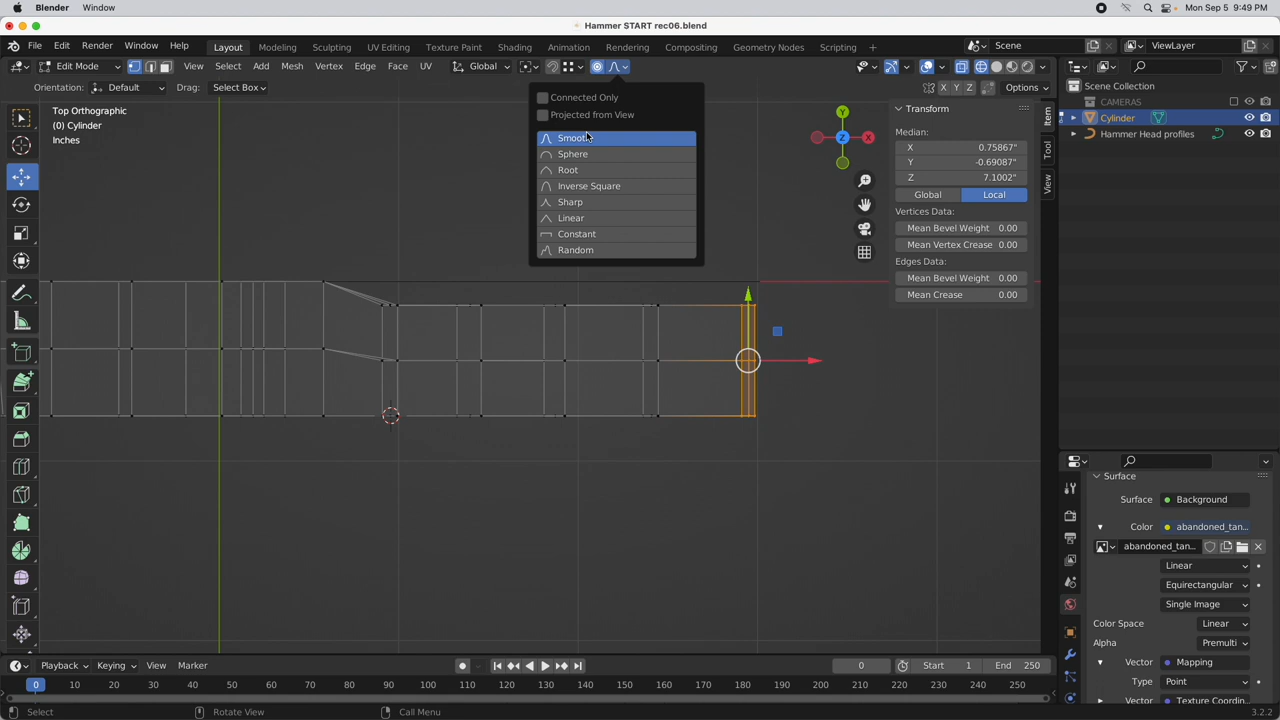 Blender Window Mon Sep 5 9:49 PM
Hammer START rec06.blend
File Edit Render Window Help Layout Modeling Sculpting UV Editing Texture Paint Shading Animation Rendering Compositing Geometry Nodes Scripting + Scene ViewLayer
Edit Mode View Select Add Mesh Vertex Edge Face UV Global
Orientation: Default Drag: Select Box X Y Z Options
Top Orthographic
(0) Cylinder
Inches
Connected Only
Projected from View
Smooth
Sphere
Root
Inverse Square
Sharp
Linear
Constant
Random
Y
Z X
Transform
Median:
X 0.75867"
Y -0.69087"
Z 7.1002"
Global Local
Vertices Data:
Mean Bevel Weight 0.00
Mean Vertex Crease 0.00
Edges Data:
Mean Bevel Weight 0.00
Mean Crease 0.00
Item
Tool
View
Scene Collection
CAMERAS
Cylinder
Hammer Head profiles
Surface
Surface Background
Color abandoned_tan...
abandoned_tan...
Linear
Equirectangular
Single Image
Color Space Linear
Alpha Premulti
Vector Mapping
Type Point
Vector Texture Coordin...
Playback Keying View Marker 0 Start 1 End 250
0 10 20 30 40 50 60 70 80 90 100 110 120 130 140 150 160 170 180 190 200 210 220 230 240 250
Select Rotate View Call Menu 3.2.2